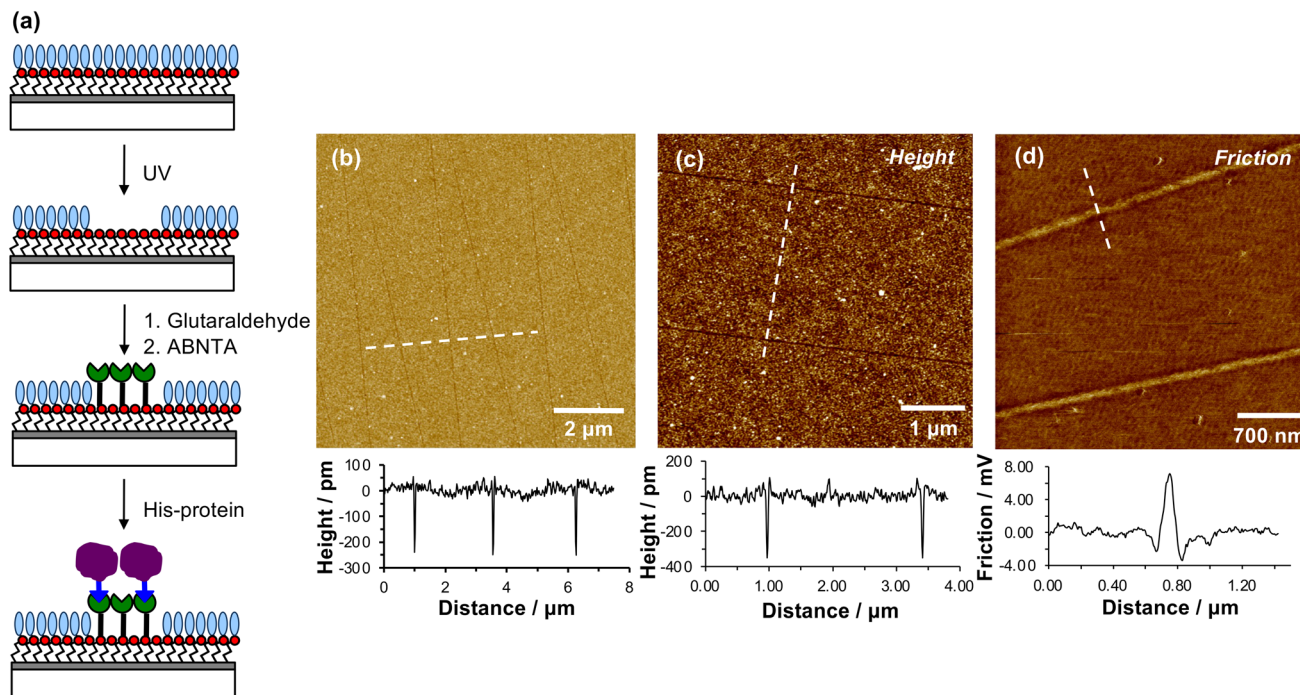 (a)
UV
1. Glutaraldehyde
2. ABNTA
His-protein
(b)
2 µm
Height / pm
100
0
-100
-200
-300
0
2
4
6
8
Distance / µm
(c)
Height
1 µm
Height / pm
200
0
-200
-400
0.00
1.00
2.00
3.00
4.00
Distance / µm
(d)
Friction
700 nm
Friction / mV
8.00
4.00
0.00
-4.00
0.00
0.40
0.80
1.20
Distance / µm